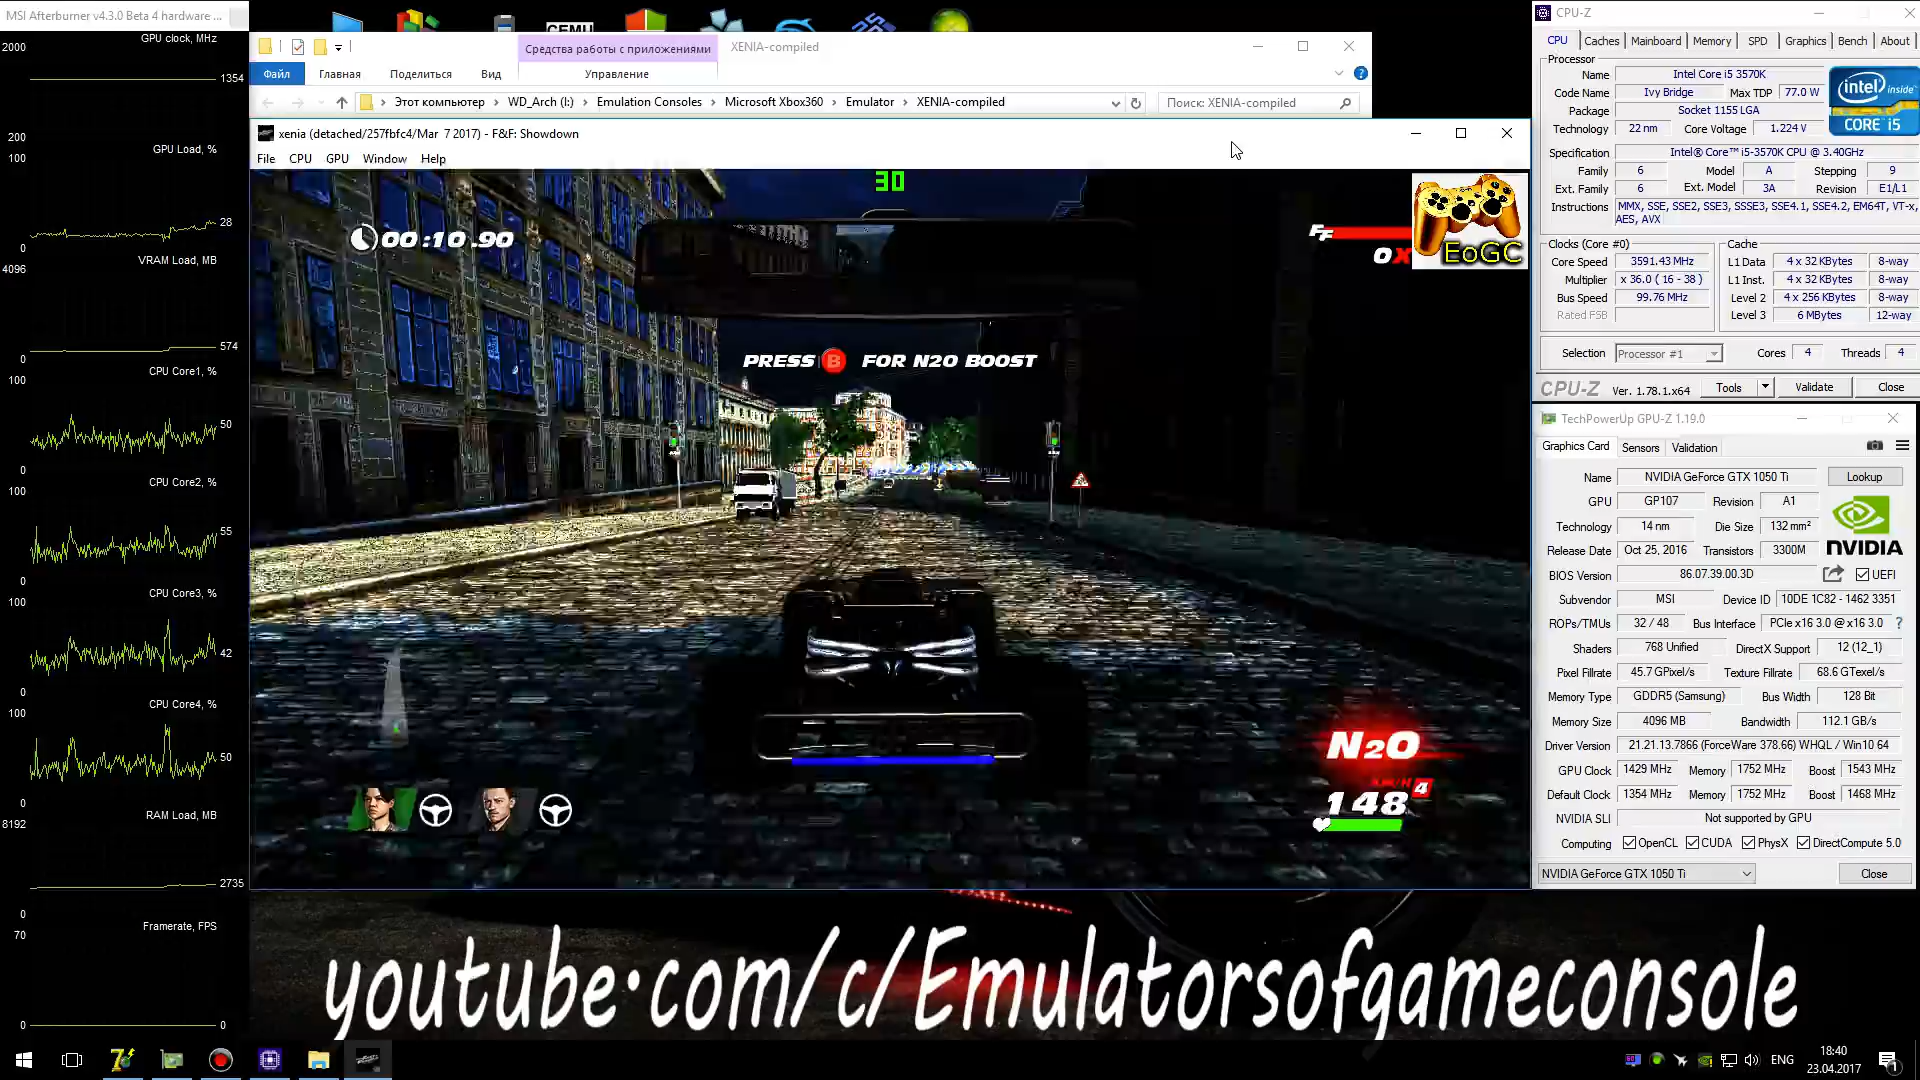 MSI Afterburner v4.3.0 Beta 4 hardware ...
GPU clock, MHz
2000
1354
200
100
GPU Load, %
28
0
4096
VRAM Load, MB
574
0
100
CPU Core1, %
50
0
100
CPU Core2, %
55
0
100
CPU Core3, %
42
0
100
CPU Core4, %
50
0
8192
RAM Load, MB
2735
0
70
Framerate, FPS
0
0
CEMU
Средства работы с приложениями
XENIA-compiled
Файл
Главная
Поделиться
Вид
Управление
Этот компьютер
WD_Arch (I:)
Emulation Consoles
Microsoft Xbox360
Emulator
XENIA-compiled
Поиск: XENIA-compiled
xenia (detached/257fbfc4/Mar 7 2017) - F&F: Showdown
File CPU GPU Window Help
30
00:10.90
FF
0X
EoGC
PRESS B FOR N2O BOOST
N2O
KM/H
4
148
youtube.com/c/Emulatorsofgameconsole
CPU-Z
CPU Caches Mainboard Memory SPD Graphics Bench About
Processor
Name Intel Core i5 3570K
Code Name Ivy Bridge Max TDP 77.0 W
Package Socket 1155 LGA
Technology 22 nm Core Voltage 1.224 V
intel inside
CORE i5
Specification Intel® Core™ i5-3570K CPU @ 3.40GHz
Family 6 Model A Stepping 9
Ext. Family 6 Ext. Model 3A Revision E1/L1
Instructions MMX, SSE, SSE2, SSE3, SSSE3, SSE4.1, SSE4.2, EM64T, VT-x,
AES, AVX
Clocks (Core #0) Cache
Core Speed 3591.43 MHz L1 Data 4 x 32 KBytes 8-way
Multiplier x 36.0 ( 16 - 38 ) L1 Inst. 4 x 32 KBytes 8-way
Bus Speed 99.76 MHz Level 2 4 x 256 KBytes 8-way
Rated FSB Level 3 6 MBytes 12-way
Selection Processor #1 Cores 4 Threads 4
CPU-Z Ver. 1.78.1.x64 Tools Validate Close
TechPowerUp GPU-Z 1.19.0
Graphics Card Sensors Validation
Name NVIDIA GeForce GTX 1050 Ti Lookup
GPU GP107 Revision A1
Technology 14 nm Die Size 132 mm²
Release Date Oct 25, 2016 Transistors 3300M
NVIDIA
BIOS Version 86.07.39.00.3D UEFI
Subvendor MSI Device ID 10DE 1C82 - 1462 3351
ROPs/TMUs 32 / 48 Bus Interface PCIe x16 3.0 @ x16 3.0 ?
Shaders 768 Unified DirectX Support 12 (12_1)
Pixel Fillrate 45.7 GPixel/s Texture Fillrate 68.6 GTexel/s
Memory Type GDDR5 (Samsung) Bus Width 128 Bit
Memory Size 4096 MB Bandwidth 112.1 GB/s
Driver Version 21.21.13.7866 (ForceWare 378.66) WHQL / Win10 64
GPU Clock 1429 MHz Memory 1752 MHz Boost 1543 MHz
Default Clock 1354 MHz Memory 1752 MHz Boost 1468 MHz
NVIDIA SLI Not supported by GPU
Computing OpenCL CUDA PhysX DirectCompute 5.0
NVIDIA GeForce GTX 1050 Ti Close
ENG
18:40
23.04.2017
1